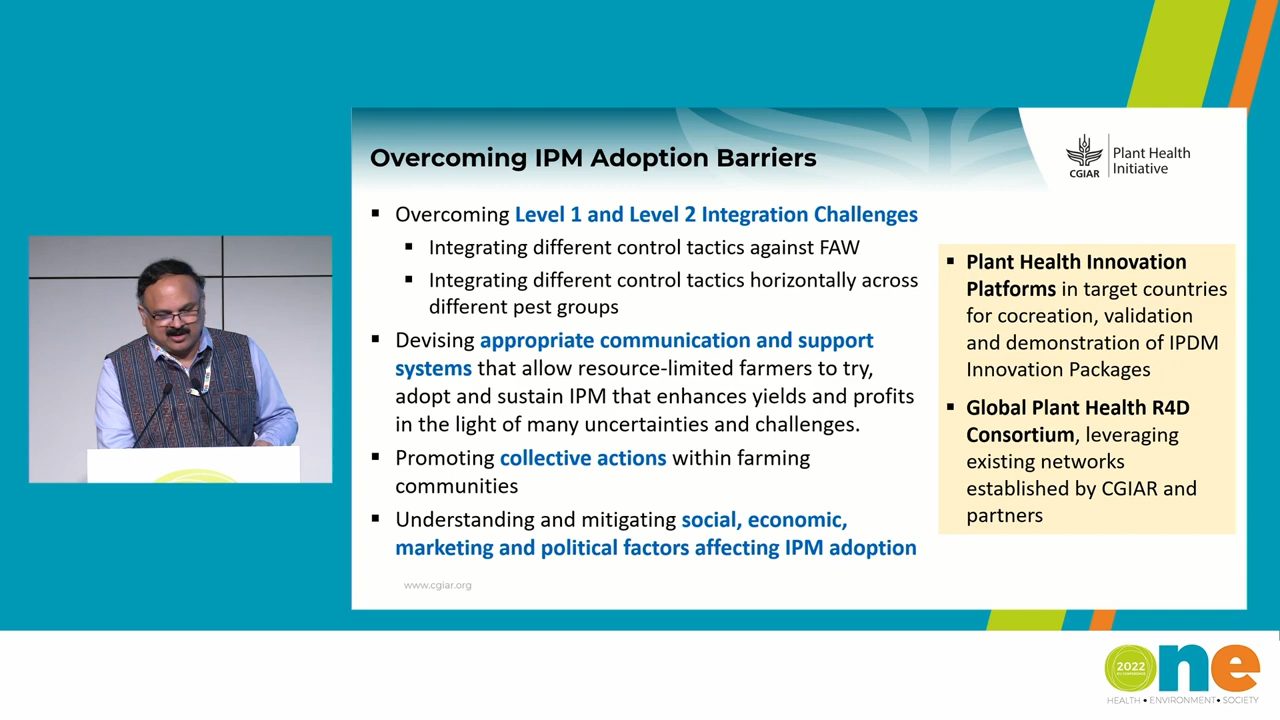 Overcoming IPM Adoption Barriers
CGIAR
Plant Health
Initiative
▪ Overcoming Level 1 and Level 2 Integration Challenges
▪ Integrating different control tactics against FAW
▪ Integrating different control tactics horizontally across
different pest groups
▪ Devising appropriate communication and support
systems that allow resource-limited farmers to try,
adopt and sustain IPM that enhances yields and profits
in the light of many uncertainties and challenges.
▪ Promoting collective actions within farming
communities
▪ Understanding and mitigating social, economic,
marketing and political factors affecting IPM adoption
▪ Plant Health Innovation
Platforms in target countries
for cocreation, validation
and demonstration of IPDM
Innovation Packages
▪ Global Plant Health R4D
Consortium, leveraging
existing networks
established by CGIAR and
partners
www.cgiar.org
2022
one
HEALTH • ENVIRONMENT • SOCIETY